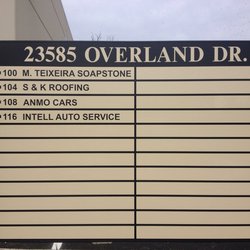 23585 OVERLAND DR.
100 M. TEIXEIRA SOAPSTONE
104 S & K ROOFING
108 ANMO CARS
116 INTELL AUTO SERVICE